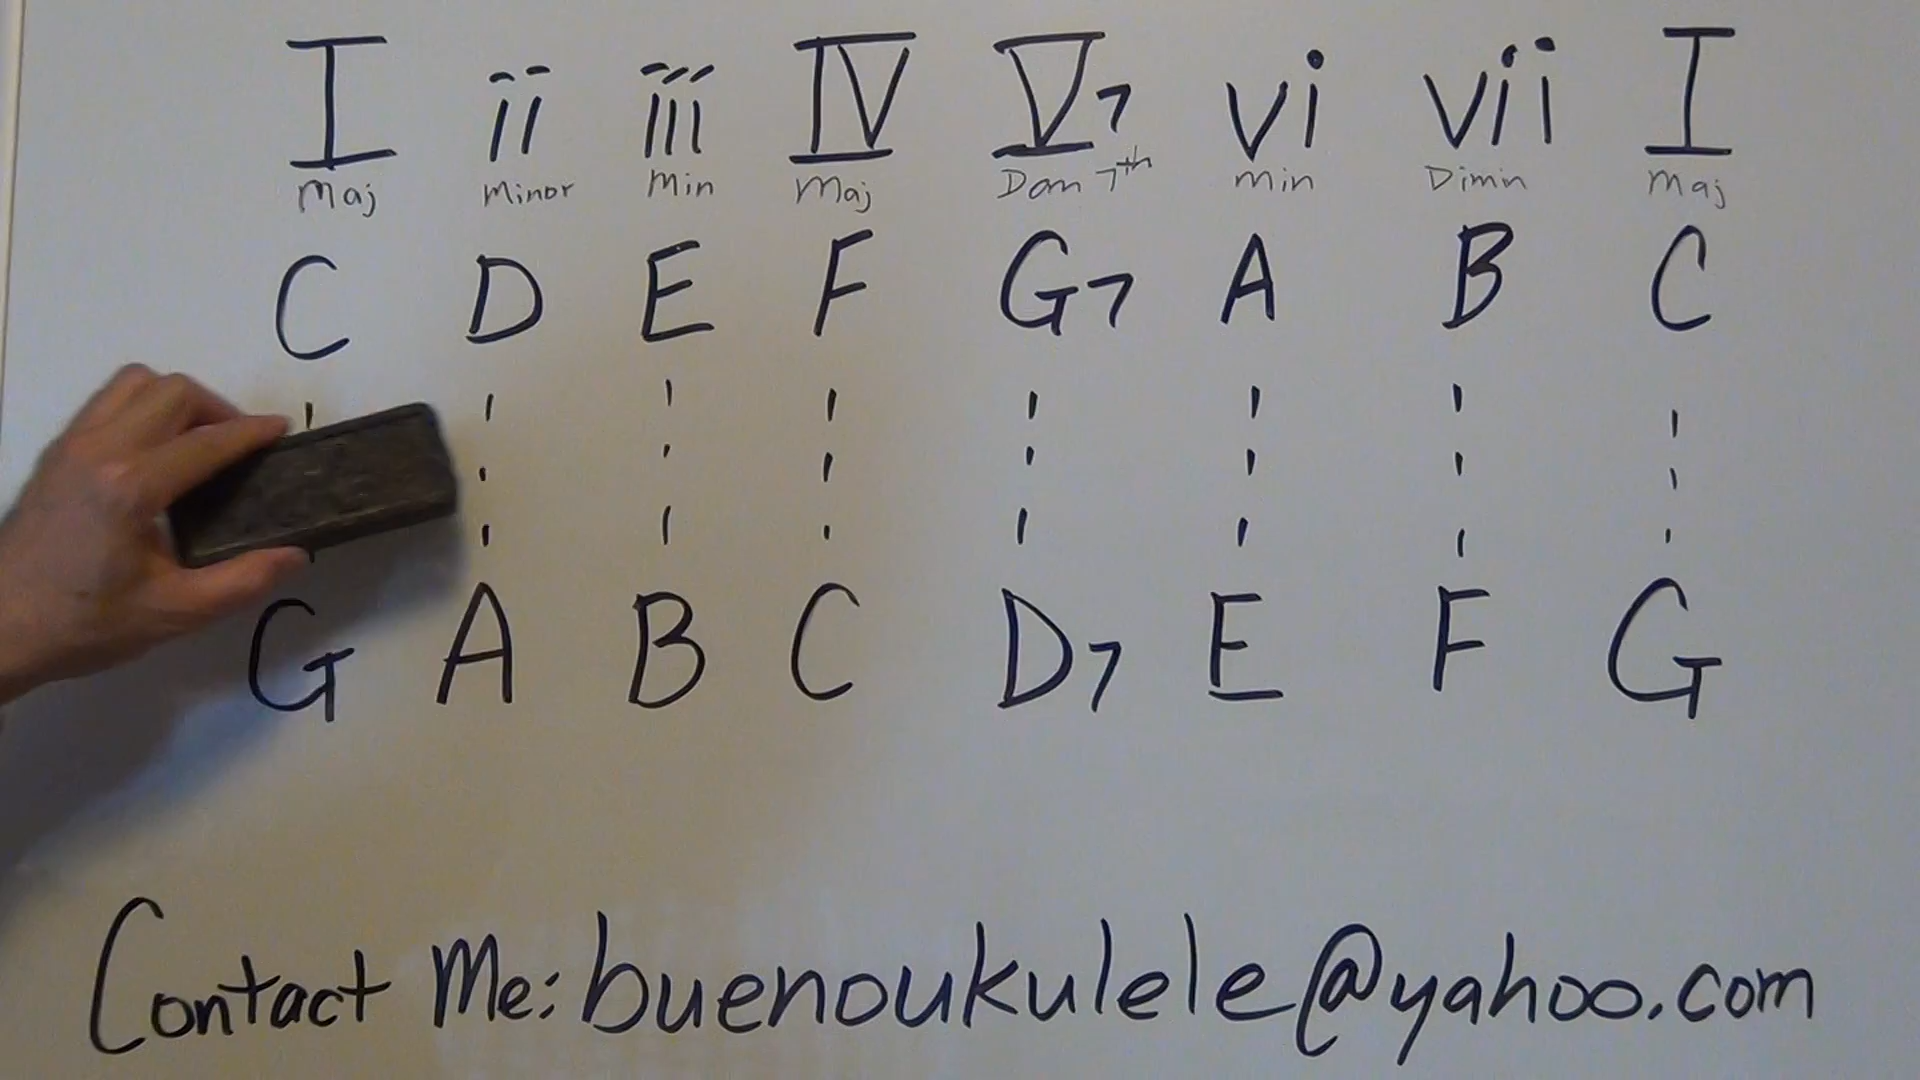 I ii iii IV V7 vi vii I
Maj Minor Min Maj Dom 7th Min Dimin Maj
C D E F G7 A B C
G A B C D7 E F G
Contact Me: buenoukulele@yahoo.com